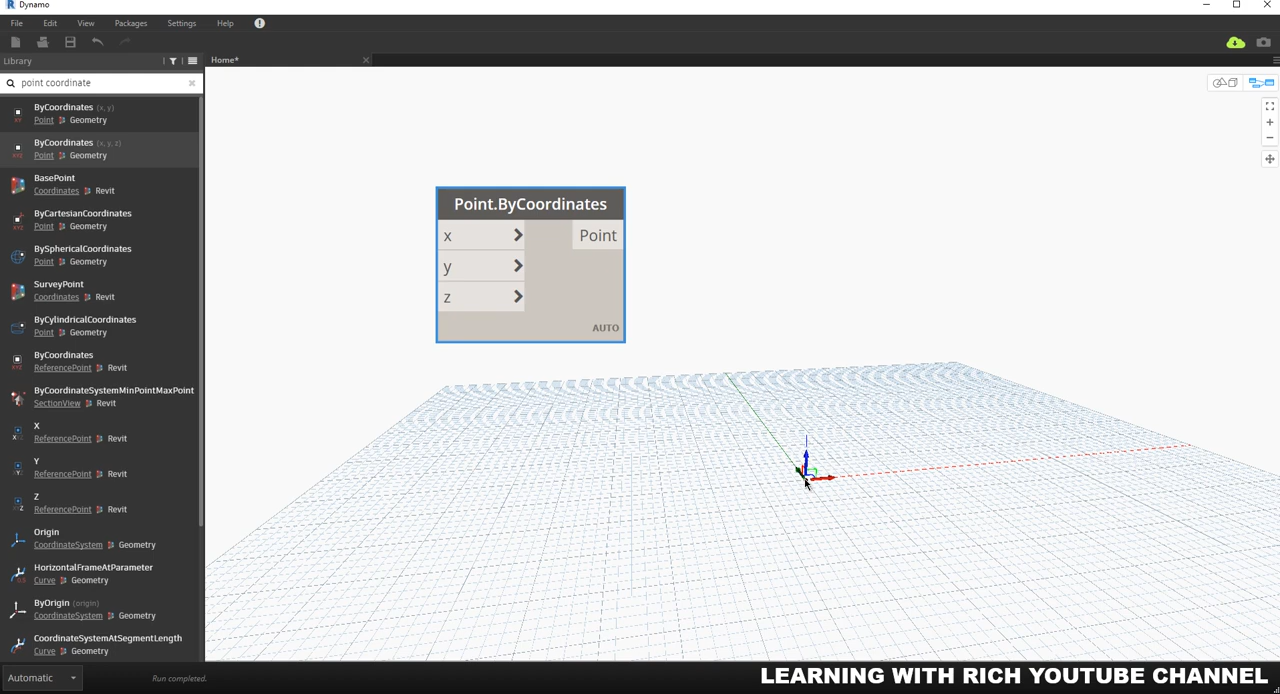 Dynamo
File Edit View Packages Settings Help
Library
Home*
point coordinate
ByCoordinates (x, y)
Point Geometry
ByCoordinates (x, y, z)
Point Geometry
BasePoint
Coordinates Revit
ByCartesianCoordinates
Point Geometry
BySphericalCoordinates
Point Geometry
SurveyPoint
Coordinates Revit
ByCylindricalCoordinates
Point Geometry
ByCoordinates
ReferencePoint Revit
ByCoordinateSystemMinPointMaxPoint
SectionView Revit
X
ReferencePoint Revit
Y
ReferencePoint Revit
Z
ReferencePoint Revit
Origin
CoordinateSystem Geometry
HorizontalFrameAtParameter
Curve Geometry
ByOrigin (origin)
CoordinateSystem Geometry
CoordinateSystemAtSegmentLength
Curve Geometry
Point.ByCoordinates
x Point
y
z
AUTO
Automatic Run completed.
LEARNING WITH RICH YOUTUBE CHANNEL